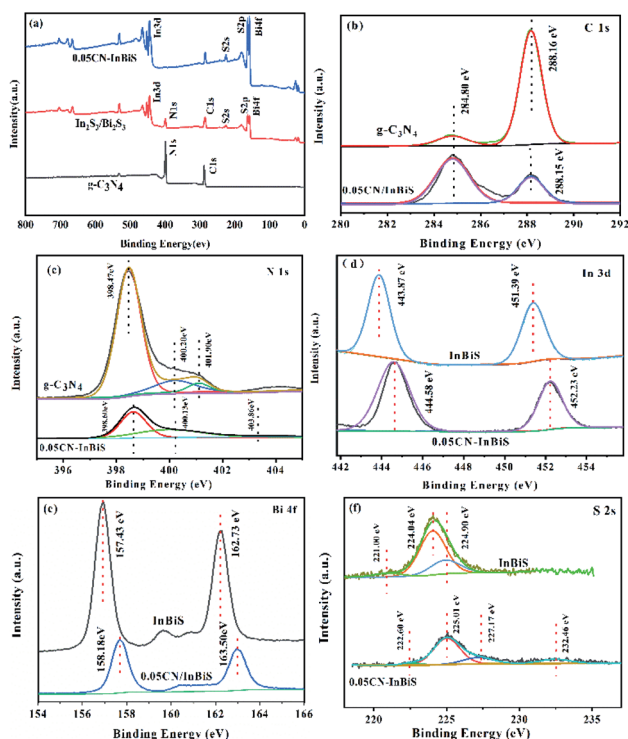 (a)
In3d
S2s
S2p
Bi4f
0.05CN-InBiS
In3d
N1s
C1s
S2s
S2p
Bi4f
In₂S₃/Bi₂S₃
N1s
C1s
g-C₃N₄
800 700 600 500 400 300 200 100 0
Binding Energy(ev)
Intensity(a.u.)
(b)
C 1s
284.80
288.16
g-C₃N₄
0.05CN/InBiS
288.15
280 282 284 286 288 290 292
Binding Energy (eV)
Intensity (a.u.)
(c)
N 1s
398.47eV
400.20eV
401.90eV
g-C₃N₄
398.60eV
400.15eV
403.86eV
0.05CN-InBiS
396 398 400 402 404
Binding Energy (eV)
Intensity (a.u.)
(d)
In 3d
443.87 eV
451.39 eV
InBiS
444.58 eV
452.23 eV
0.05CN-InBiS
442 444 446 448 450 452 454
Binding Energy (eV)
Intensity (a.u.)
(e)
Bi 4f
157.43 eV
162.73 eV
InBiS
158.18eV
163.50eV
0.05CN/InBiS
154 156 158 160 162 164 166
Binding Energy (eV)
Intensity (a.u.)
(f)
S 2s
221.00 eV
224.04 eV
224.90 eV
InBiS
222.60 eV
225.01 eV
227.17 eV
232.46 eV
0.05CN-InBiS
220 225 230 235
Binding Energy (eV)
Intensity (a.u.)